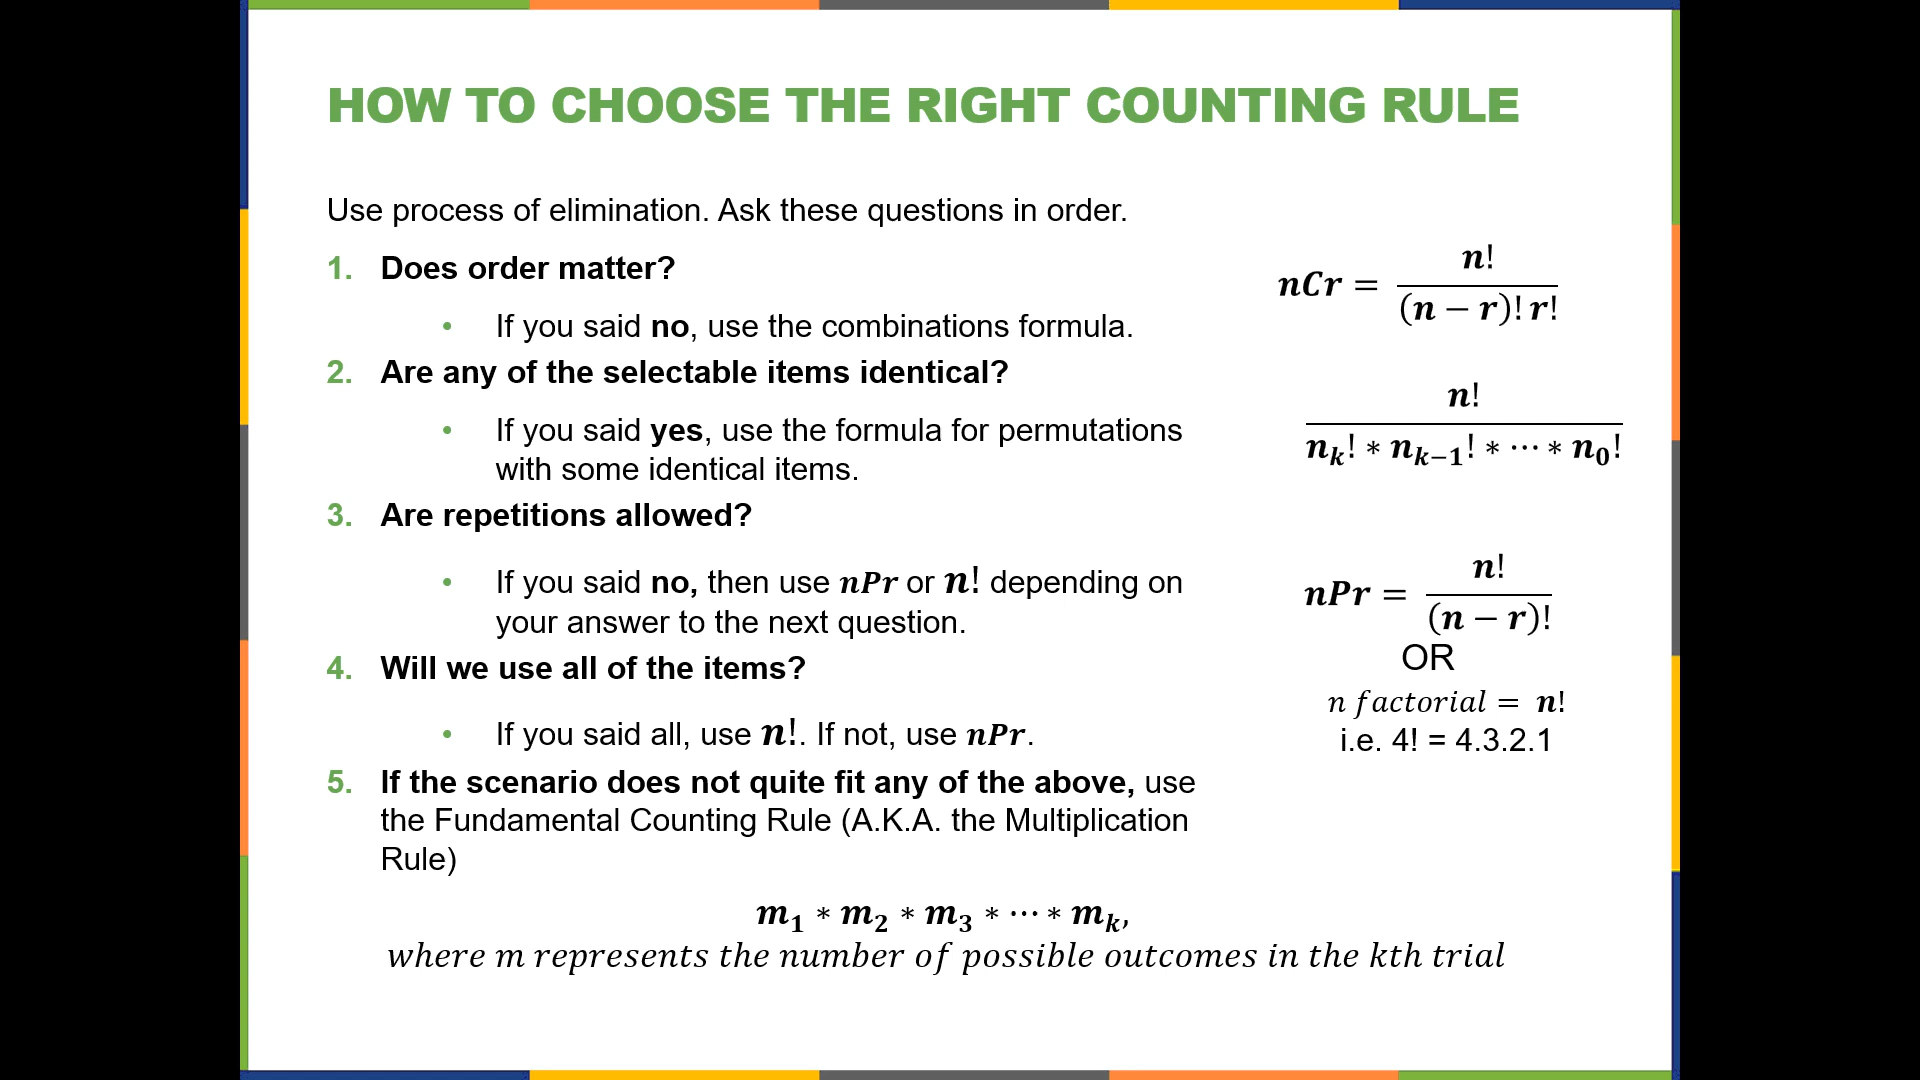 HOW TO CHOOSE THE RIGHT COUNTING RULE
Use process of elimination. Ask these questions in order.
1. Does order matter?
• If you said no, use the combinations formula.
nCr = n! / (n − r)! r!
2. Are any of the selectable items identical?
• If you said yes, use the formula for permutations
with some identical items.
n! / nₖ! * nₖ₋₁! * ⋯ * n₀!
3. Are repetitions allowed?
• If you said no, then use nPr or n! depending on
your answer to the next question.
nPr = n! / (n − r)!
OR
n factorial = n!
i.e. 4! = 4.3.2.1
4. Will we use all of the items?
• If you said all, use n!. If not, use nPr.
5. If the scenario does not quite fit any of the above, use
the Fundamental Counting Rule (A.K.A. the Multiplication
Rule)
m₁ * m₂ * m₃ * ⋯ * mₖ,
where m represents the number of possible outcomes in the kth trial